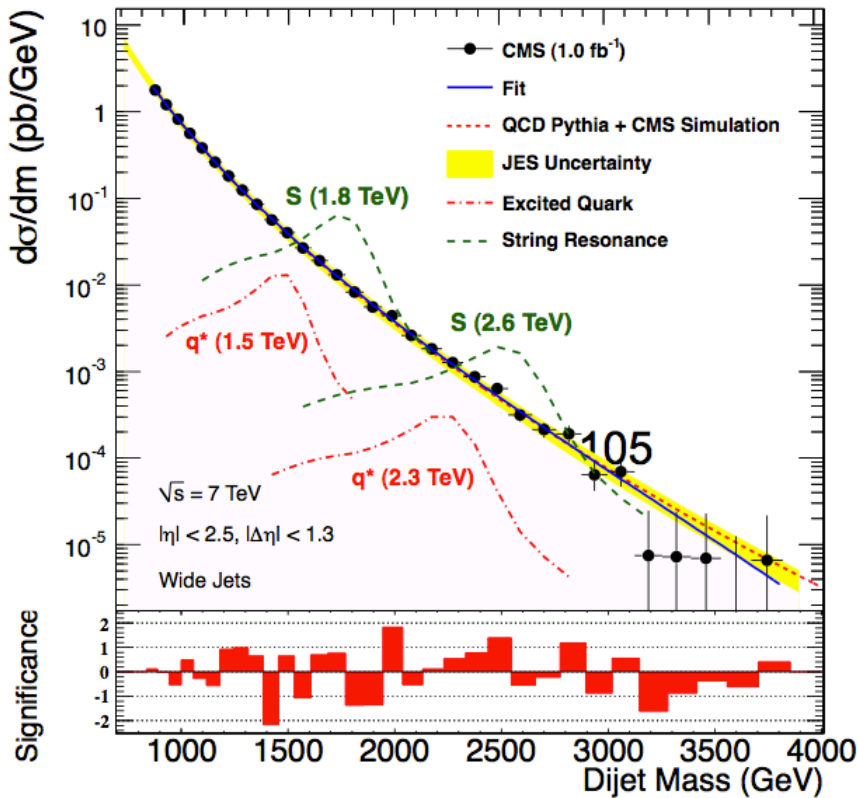 dσ/dm (pb/GeV)
10
1
10⁻¹
10⁻²
10⁻³
10⁻⁴
10⁻⁵
CMS (1.0 fb⁻¹)
Fit
QCD Pythia + CMS Simulation
JES Uncertainty
Excited Quark
String Resonance
S (1.8 TeV)
q* (1.5 TeV)
S (2.6 TeV)
q* (2.3 TeV)
105
√s = 7 TeV
|η| < 2.5, |Δη| < 1.3
Wide Jets
Significance
2
1
0
-1
-2
1000 1500 2000 2500 3000 3500 4000
Dijet Mass (GeV)